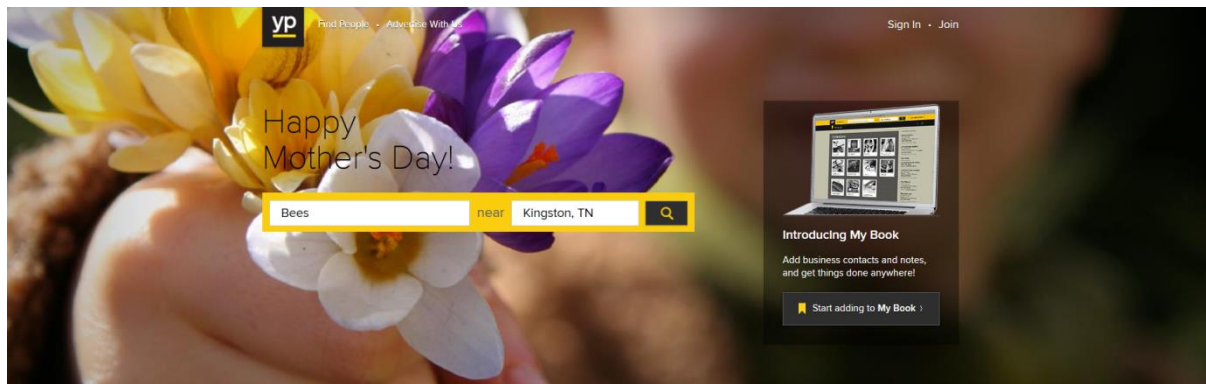 yp
Find People • Advertise With Us
Sign In • Join
Happy
Mother's Day!
Bees near Kingston, TN
Introducing My Book
Add business contacts and notes,
and get things done anywhere!
Start adding to My Book ›